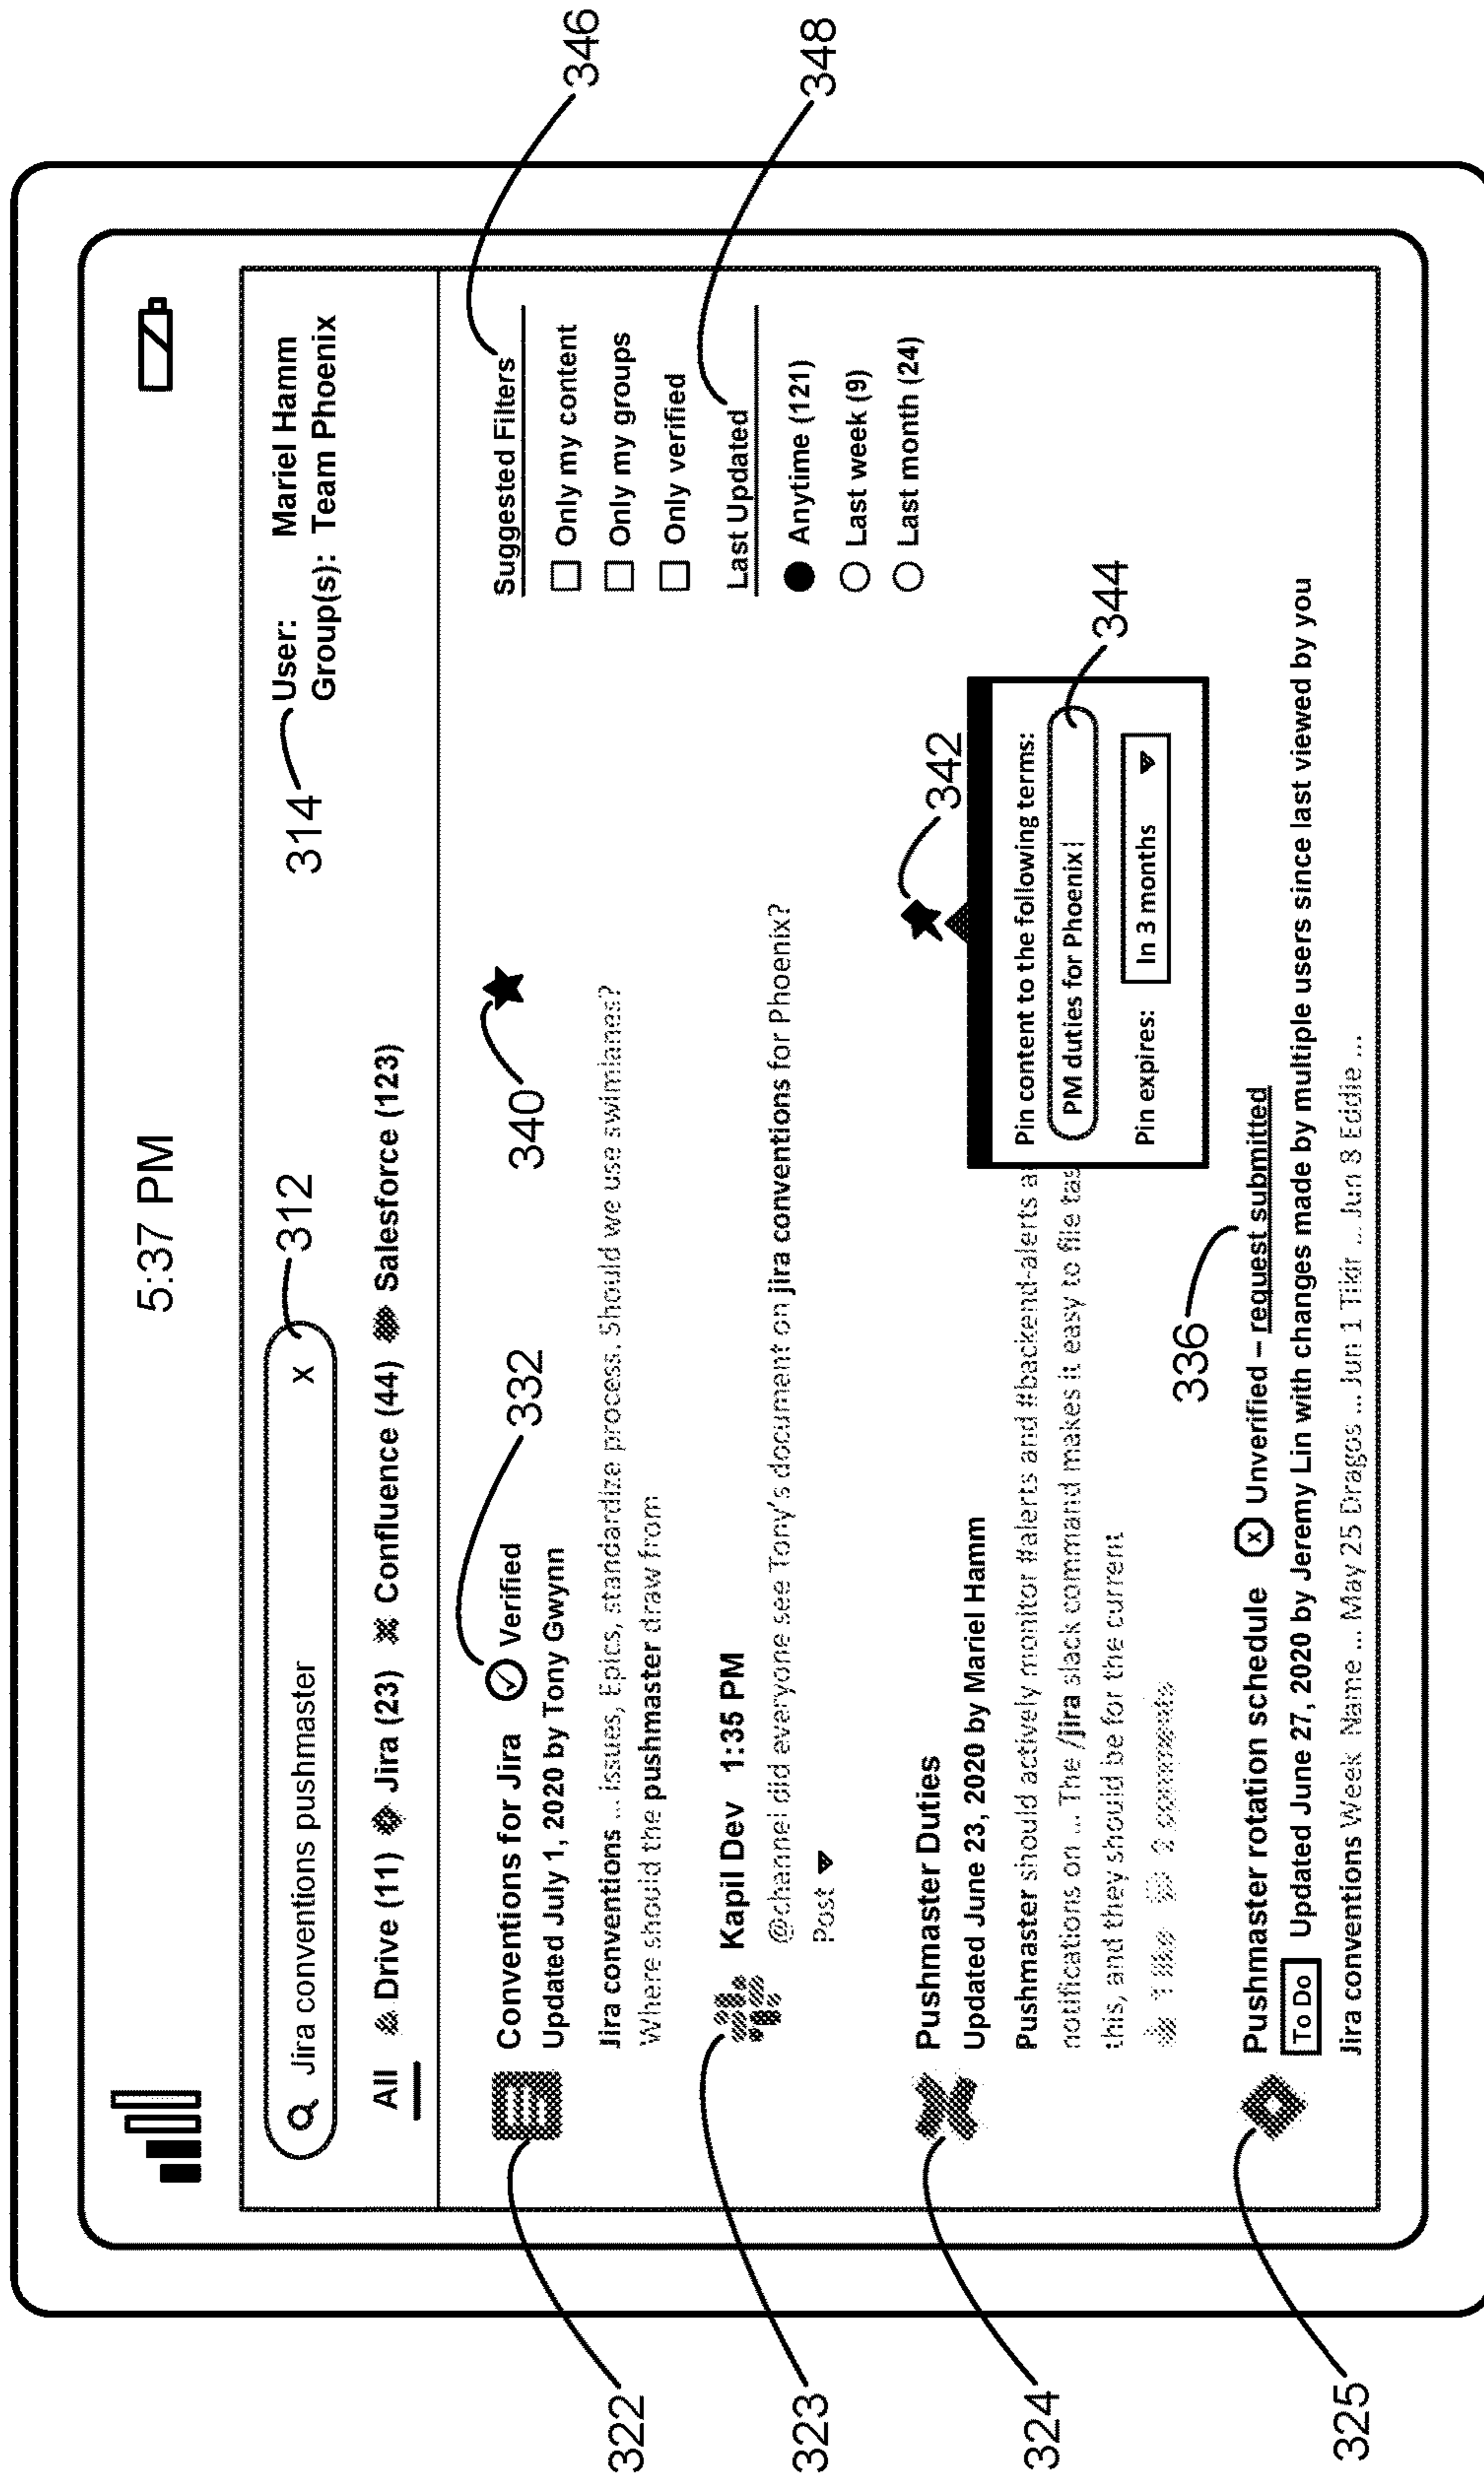 5:37 PM
Jira conventions pushmaster x
312
314
User: Mariel Hamm
Group(s): Team Phoenix
All Drive (11) Jira (23) Confluence (44) Salesforce (123)
322
Conventions for Jira Verified
332
340
Updated July 1, 2020 by Tony Gwynn
Jira conventions ... Issues, Epics, standardize process. Should we use swimlanes?
Where should the pushmaster draw from
323
Kapil Dev 1:35 PM
@channel did everyone see Tony's document on jira conventions for Phoenix?
Post
324
Pushmaster Duties
342
Updated June 23, 2020 by Mariel Hamm
Pushmaster should actively monitor #alerts and #backend-alerts a
notifications on ... The /jira slack command makes it easy to file tas
this, and they should be for the current
1 like 2 comments
Pin content to the following terms:
PM duties for Phoenix|
344
Pin expires: In 3 months
325
Pushmaster rotation schedule x Unverified – request submitted
336
To Do Updated June 27, 2020 by Jeremy Lin with changes made by multiple users since last viewed by you
Jira conventions Week Name ... May 25 Dragos ... Jun 1 Tikir ... Jun 8 Eddie ...
346
Suggested Filters
Only my content
Only my groups
Only verified
348
Last Updated
Anytime (121)
Last week (9)
Last month (24)